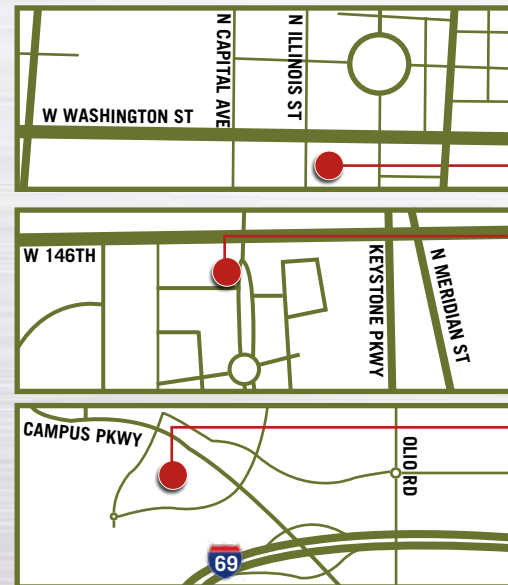 N CAPITAL AVE
N ILLINOIS ST
W WASHINGTON ST
W 146TH
KEYSTONE PKWY
N MERIDIAN ST
CAMPUS PKWY
OLIO RD
69